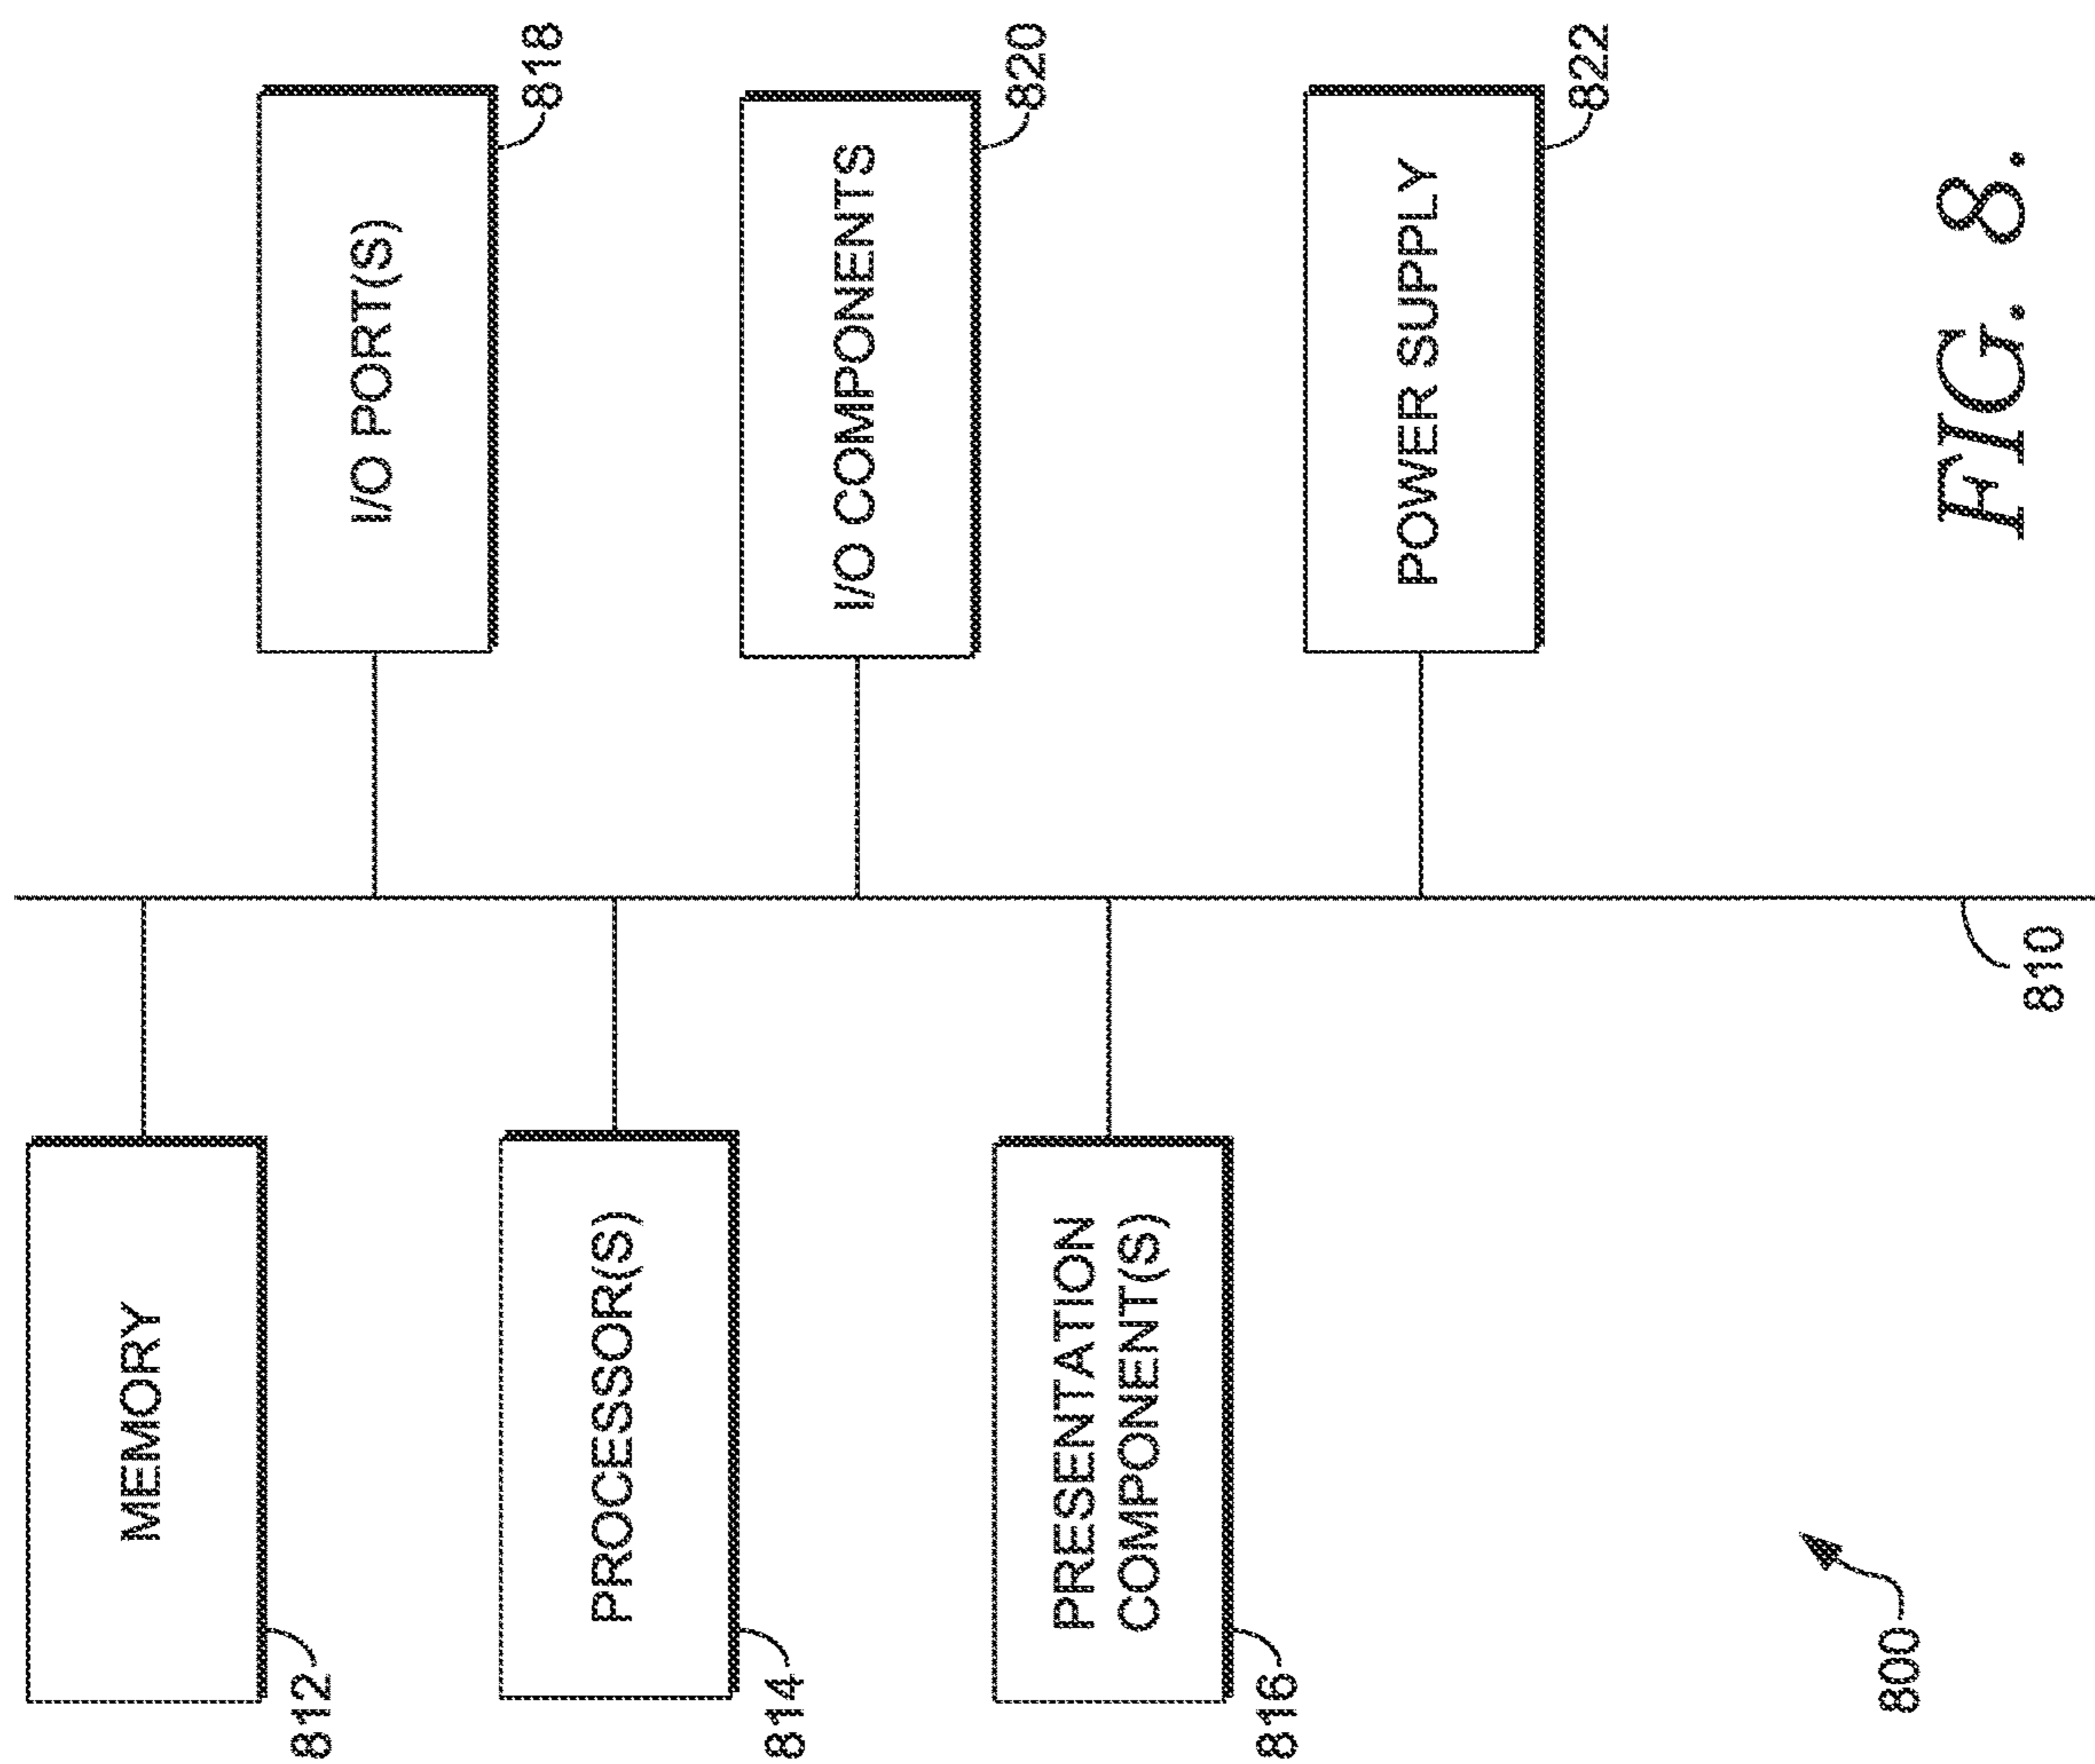 MEMORY
812
PROCESSOR(S)
814
PRESENTATION
COMPONENT(S)
816
800
810
I/O PORT(S)
818
I/O COMPONENTS
820
POWER SUPPLY
822
FIG. 8.